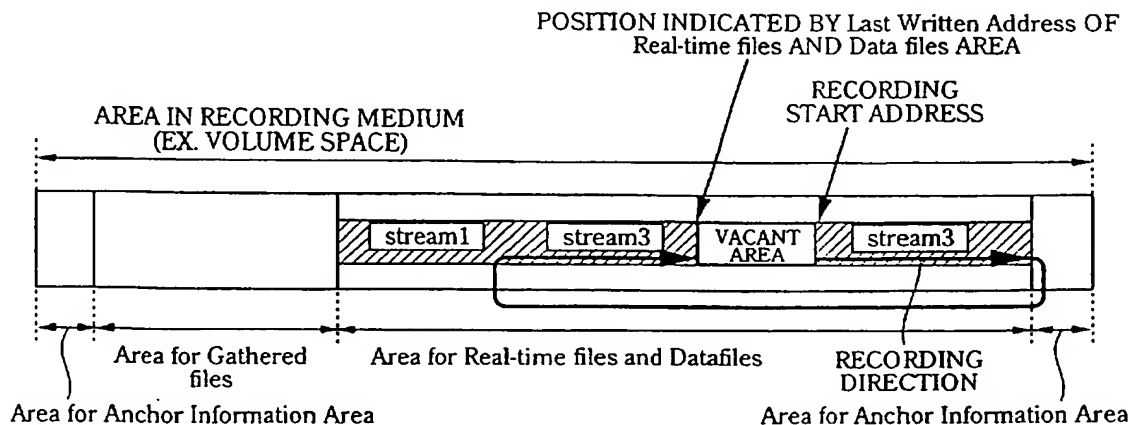 POSITION INDICATED BY Last Written Address OF
Real-time files AND Data files AREA
RECORDING
START ADDRESS
AREA IN RECORDING MEDIUM
(EX. VOLUME SPACE)
stream1
stream3
VACANT
AREA
stream3
Area for Gathered
files
Area for Real-time files and Datafiles
RECORDING
DIRECTION
Area for Anchor Information Area
Area for Anchor Information Area